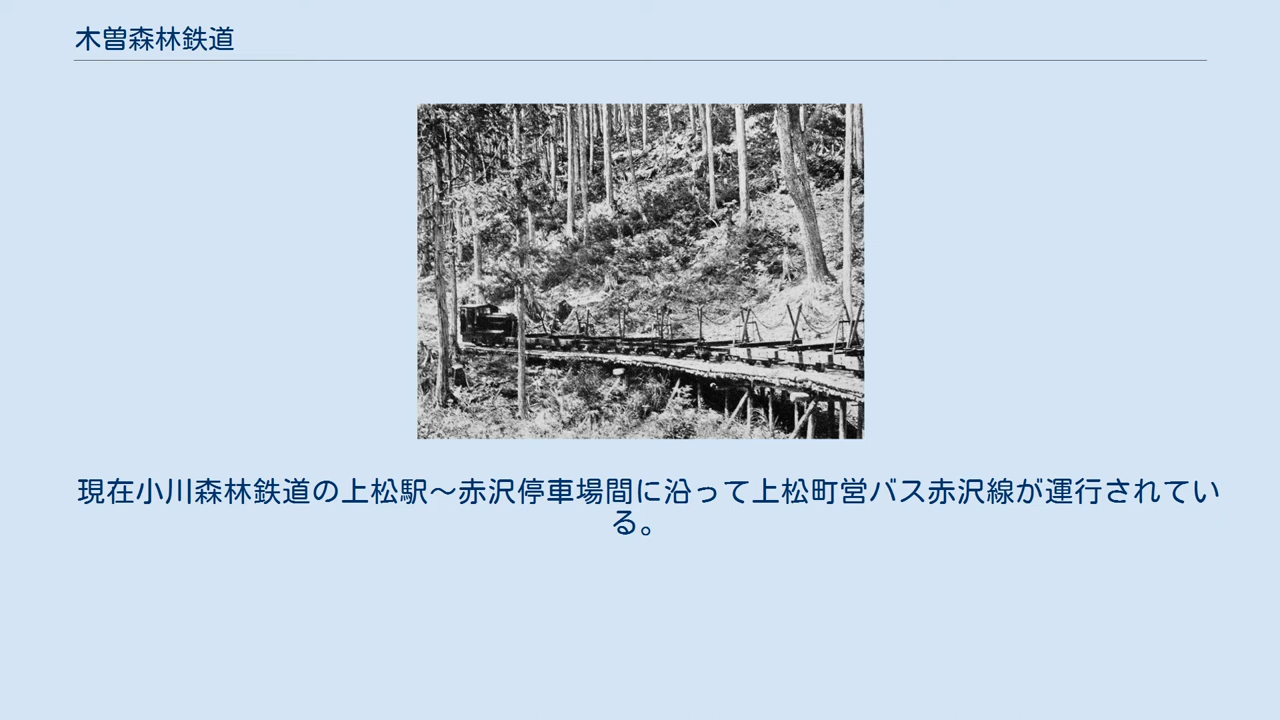 木曽森林鉄道
現在小川森林鉄道の上松駅〜赤沢停車場間に沿って上松町営バス赤沢線が運行されてい
る。